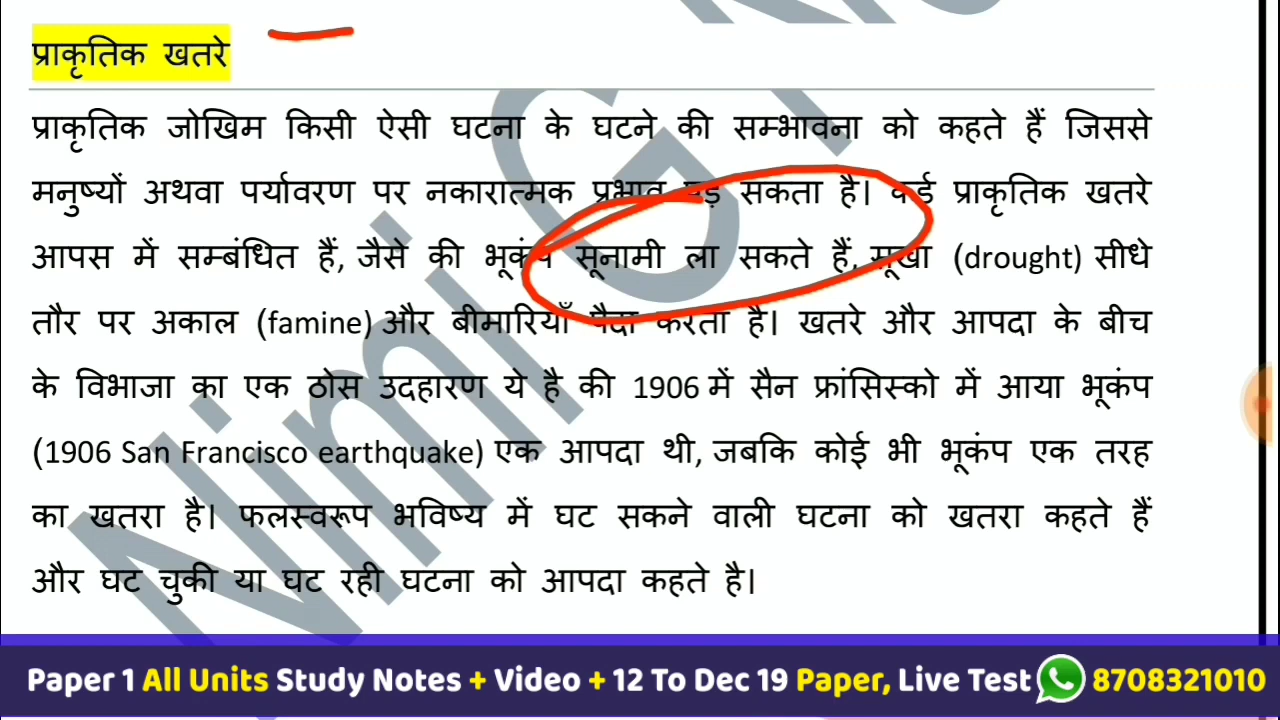 प्राकृतिक खतरे
प्राकृतिक जोखिम किसी ऐसी घटना के घटने की सम्भावना को कहते हैं जिससे
मनुष्यों अथवा पर्यावरण पर नकारात्मक प्रभाव पड़ सकता है। कई प्राकृतिक खतरे
आपस में सम्बंधित हैं, जैसे की भूकंप सूनामी ला सकते हैं, सूखा (drought) सीधे
तौर पर अकाल (famine) और बीमारियाँ पैदा करता है। खतरे और आपदा के बीच
के विभाजा का एक ठोस उदहारण ये है की 1906 में सैन फ्रांसिस्को में आया भूकंप
(1906 San Francisco earthquake) एक आपदा थी, जबकि कोई भी भूकंप एक तरह
का खतरा है। फलस्वरूप भविष्य में घट सकने वाली घटना को खतरा कहते हैं
और घट चुकी या घट रही घटना को आपदा कहते है।
Paper 1 All Units Study Notes + Video + 12 To Dec 19 Paper, Live Test 8708321010